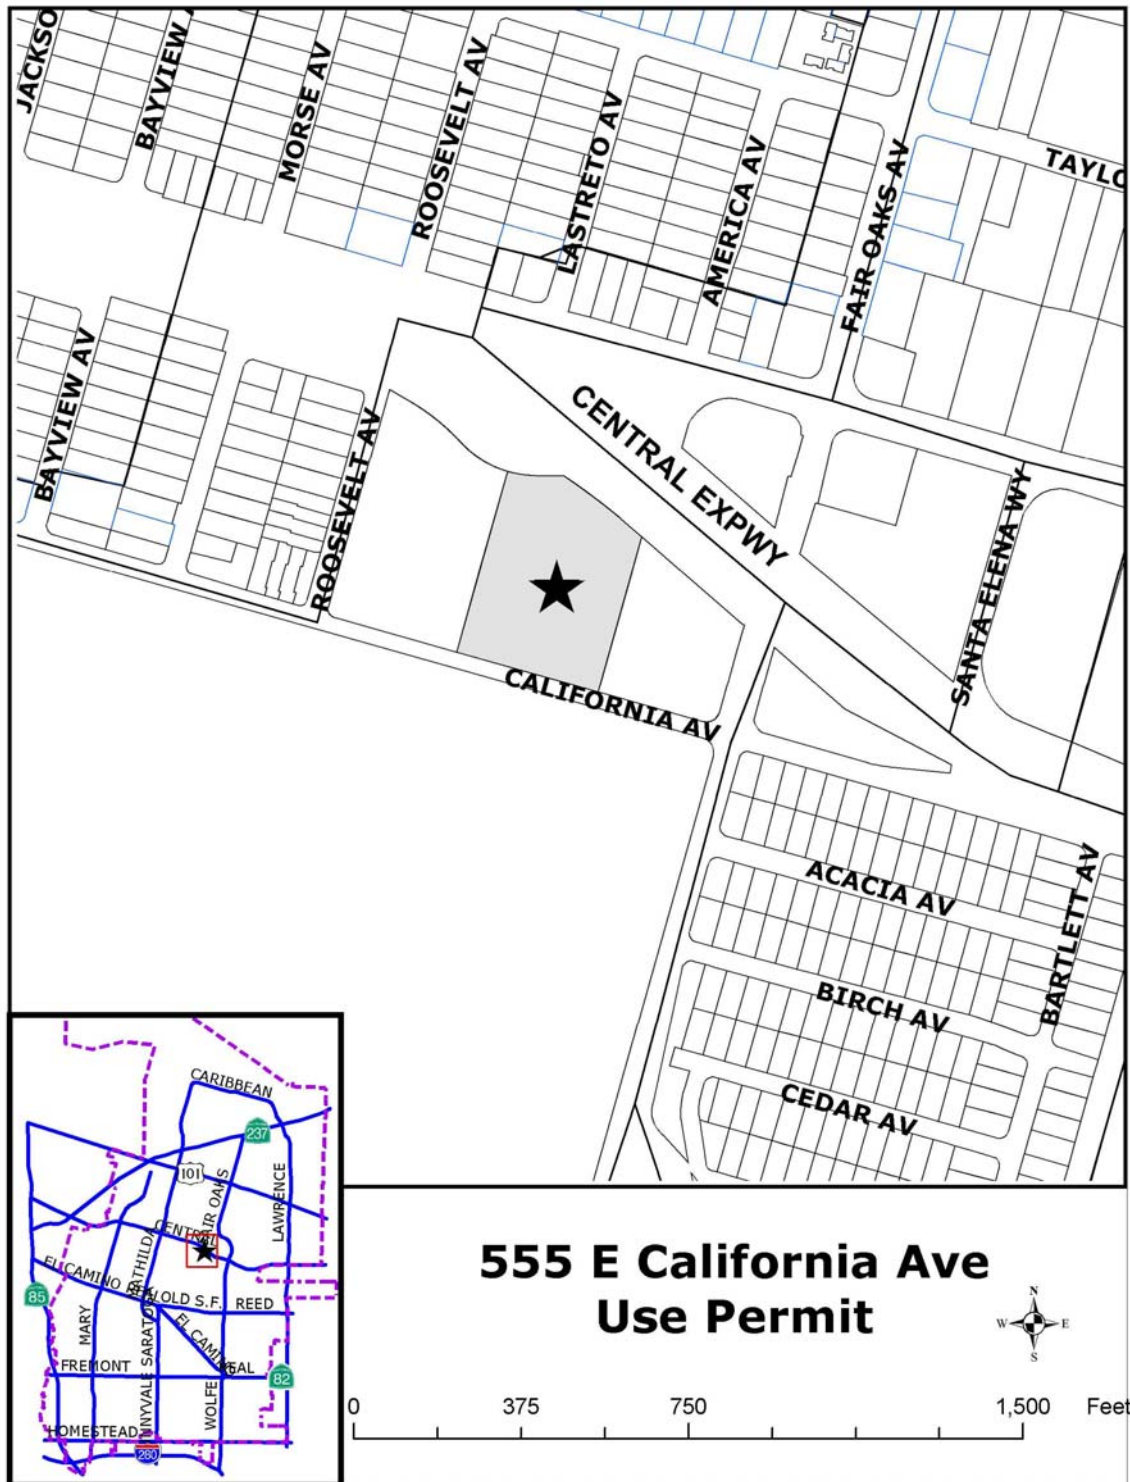 JACKSO
BAYVIEW A
MORSE AV
ROOSEVELT AV
LASTRETO AV
AMERICA AV
FAIR OAKS AV
TAYLO
BAYVIEW AV
ROOSEVELT AV
CENTRAL EXPWY
SANTA ELENA WY
CALIFORNIA AV
ACACIA AV
BARTLETT AV
BIRCH AV
CEDAR AV
CARIBBEAN
237
101
FAIR OAKS
LAWRENCE
CENTRAL
MATHILDA
EL CAMINO REAL
OLD S.F.
REED
85
MARY
EL CAMINO REAL
FREMONT
82
WOLFE
HOMESTEAD
280
555 E California Ave
Use Permit
N
W E
S
0 375 750 1,500 Feet